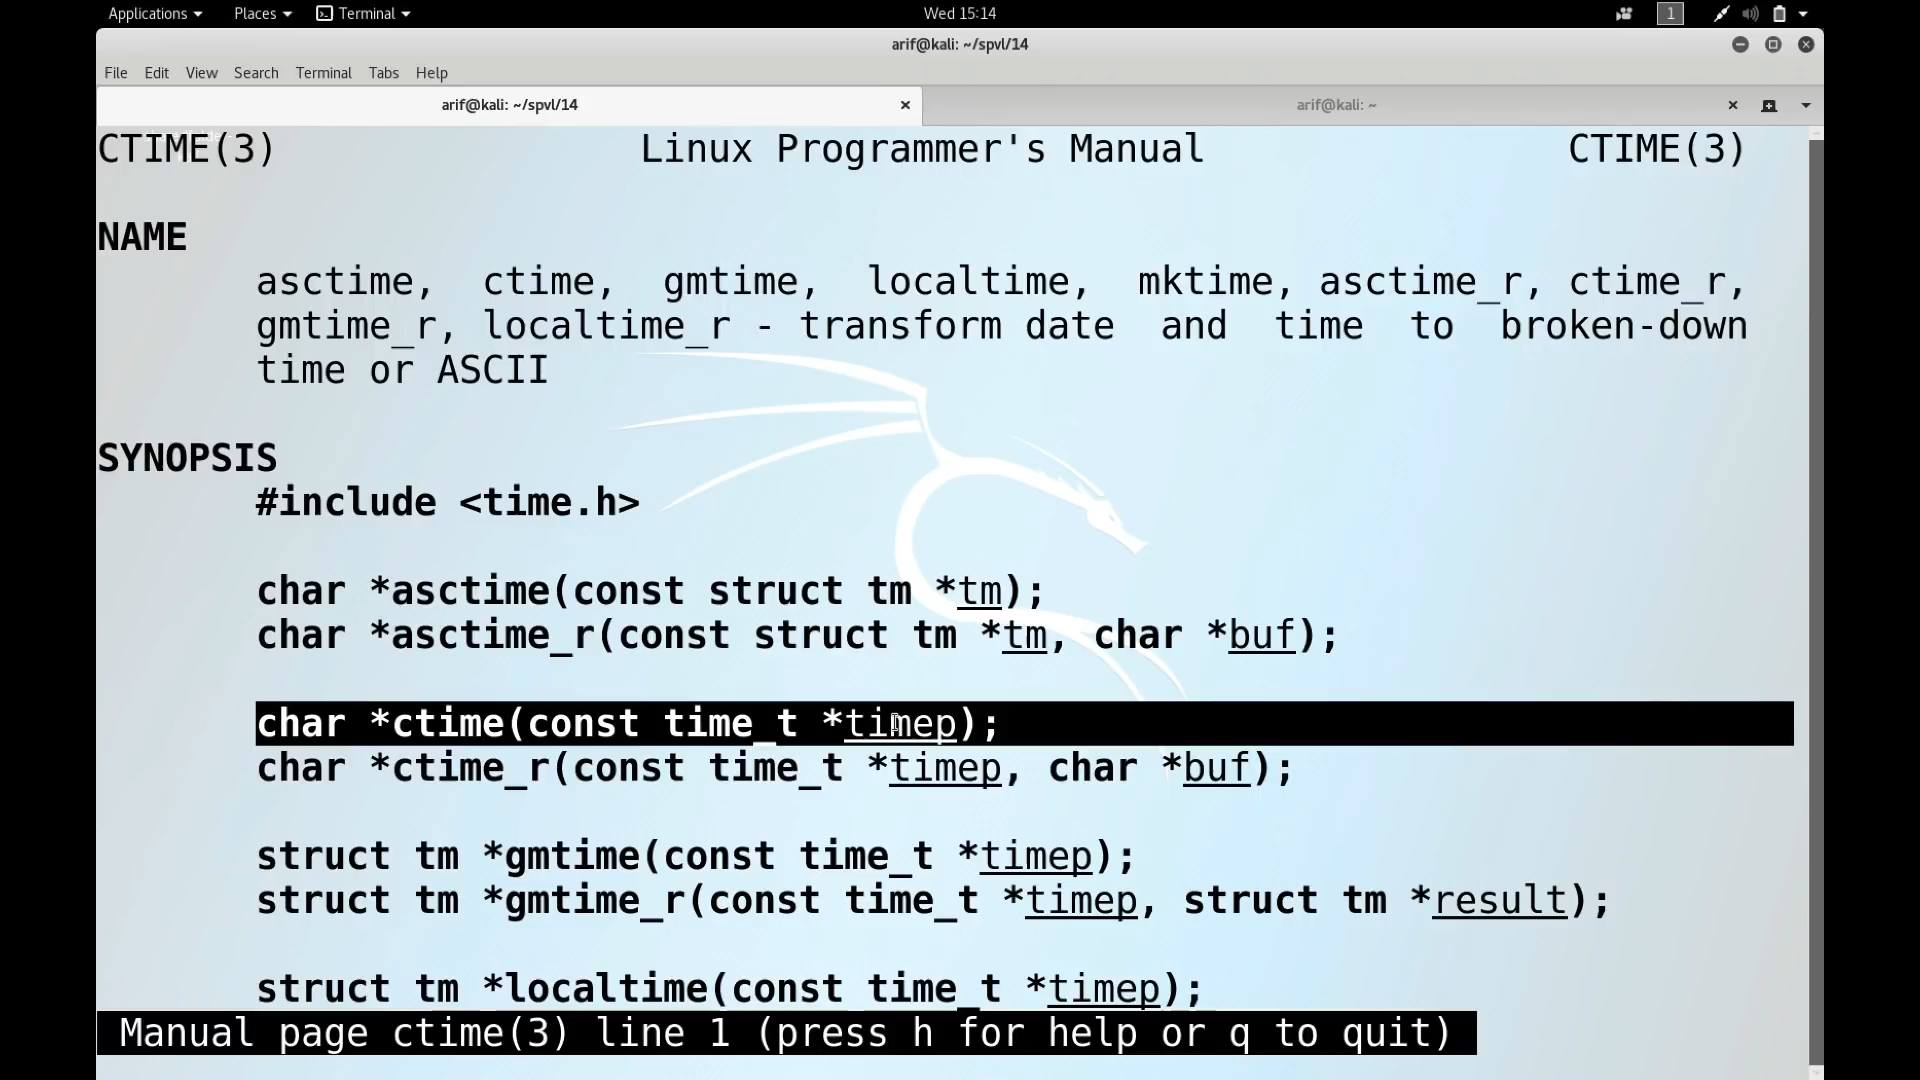 Applications Places Terminal Wed 15:14 1
arif@kali: ~/spvl/14
File Edit View Search Terminal Tabs Help
arif@kali: ~/spvl/14 arif@kali: ~
CTIME(3) Linux Programmer's Manual CTIME(3)
NAME
asctime, ctime, gmtime, localtime, mktime, asctime_r, ctime_r,
gmtime_r, localtime_r - transform date and time to broken-down
time or ASCII
SYNOPSIS
#include <time.h>
char *asctime(const struct tm *tm);
char *asctime_r(const struct tm *tm, char *buf);
char *ctime(const time_t *timep);
char *ctime_r(const time_t *timep, char *buf);
struct tm *gmtime(const time_t *timep);
struct tm *gmtime_r(const time_t *timep, struct tm *result);
struct tm *localtime(const time_t *timep);
Manual page ctime(3) line 1 (press h for help or q to quit)